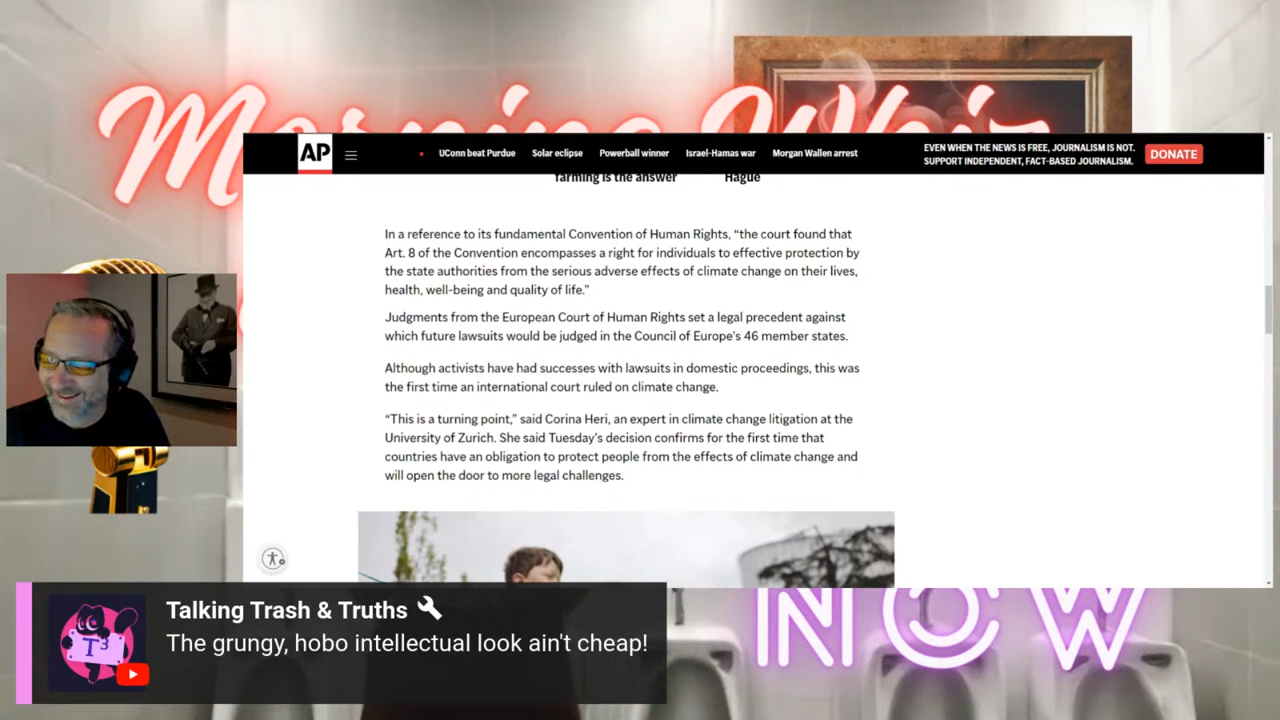 Morning Whiz
AP
UConn beat Purdue
Solar eclipse
Powerball winner
Israel-Hamas war
Morgan Wallen arrest
EVEN WHEN THE NEWS IS FREE, JOURNALISM IS NOT.
SUPPORT INDEPENDENT, FACT-BASED JOURNALISM.
DONATE
farming is the answer
Hague
In a reference to its fundamental Convention of Human Rights, “the court found that
Art. 8 of the Convention encompasses a right for individuals to effective protection by
the state authorities from the serious adverse effects of climate change on their lives,
health, well-being and quality of life.”
Judgments from the European Court of Human Rights set a legal precedent against
which future lawsuits would be judged in the Council of Europe’s 46 member states.
Although activists have had successes with lawsuits in domestic proceedings, this was
the first time an international court ruled on climate change.
“This is a turning point,” said Corina Heri, an expert in climate change litigation at the
University of Zurich. She said Tuesday’s decision confirms for the first time that
countries have an obligation to protect people from the effects of climate change and
will open the door to more legal challenges.
T3
Talking Trash & Truths
The grungy, hobo intellectual look ain't cheap!
NOW